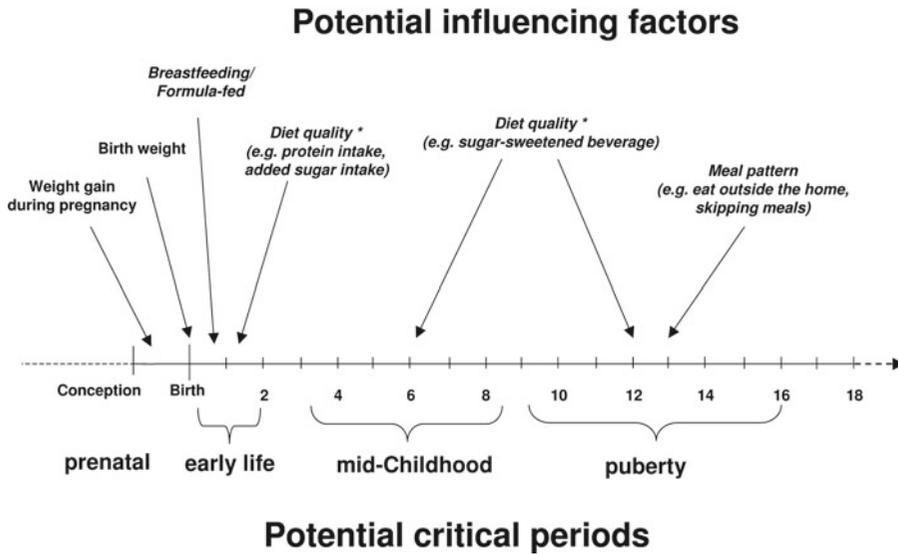 Potential influencing factors
Breastfeeding/
Formula-fed
Birth weight
Weight gain
during pregnancy
Diet quality *
(e.g. protein intake,
added sugar intake)
Diet quality *
(e.g. sugar-sweetened beverage)
Meal pattern
(e.g. eat outside the home,
skipping meals)
Conception Birth 2 4 6 8 10 12 14 16 18
prenatal early life mid-Childhood puberty
Potential critical periods